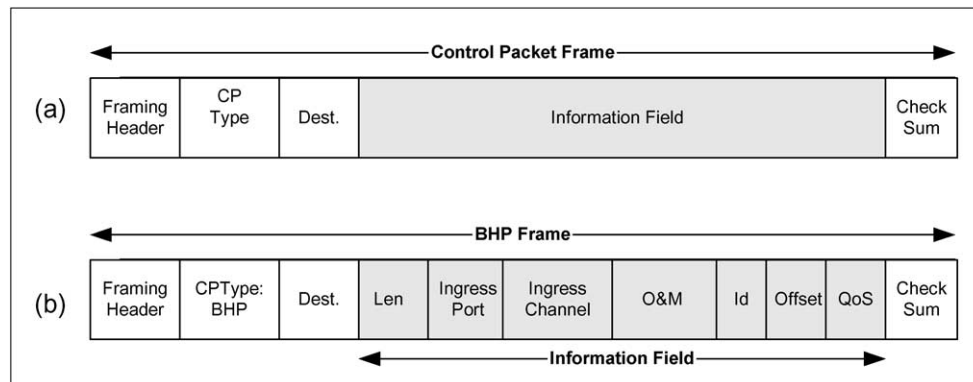 Control Packet Frame
(a)
Framing Header
CP Type
Dest.
Information Field
Check Sum
BHP Frame
(b)
Framing Header
CPType: BHP
Dest.
Len
Ingress Port
Ingress Channel
O&M
Id
Offset
QoS
Check Sum
Information Field